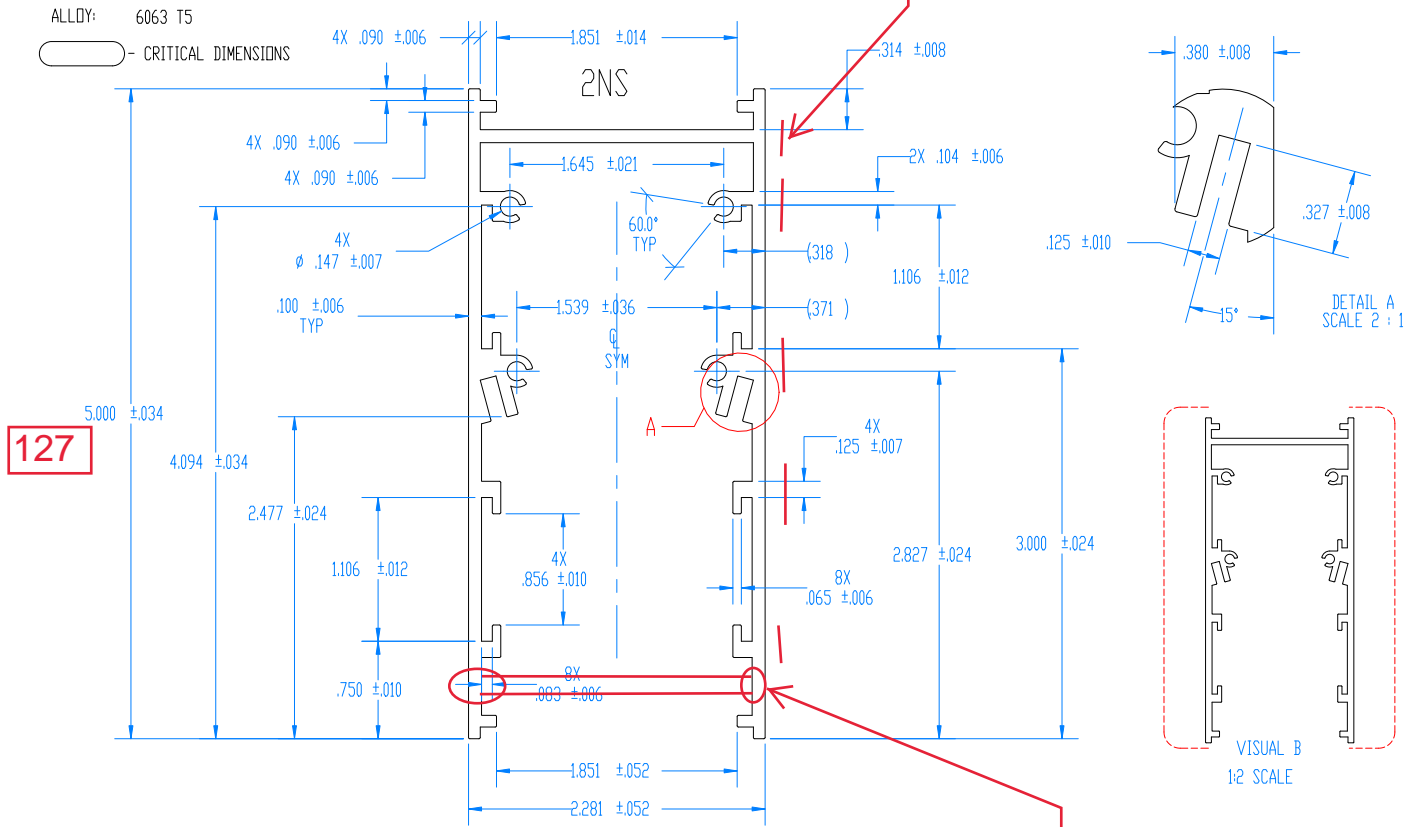 ALLOY: 6063 T5
- CRITICAL DIMENSIONS
4X .090 ±.006
1.851 ±.014
.314 ±.008
.380 ±.008
2NS
4X .090 ±.006
4X .090 ±.006
1.645 ±.021
2X .104 ±.006
60.0°
TYP
.327 ±.008
4X
ø .147 ±.007
(.318 )
.125 ±.010
1.106 ±.012
.100 ±.006
TYP
1.539 ±.036
(.371 )
15°
DETAIL A
SCALE 2 : 1
CL
SYM
5.000 ±.034
A
4X
.125 ±.007
127
4.094 ±.034
2.477 ±.024
2.827 ±.024
3.000 ±.024
1.106 ±.012
4X
.856 ±.010
8X
.065 ±.006
.750 ±.010
8X
.083 ±.006
VISUAL B
1:2 SCALE
1.851 ±.052
2.281 ±.052